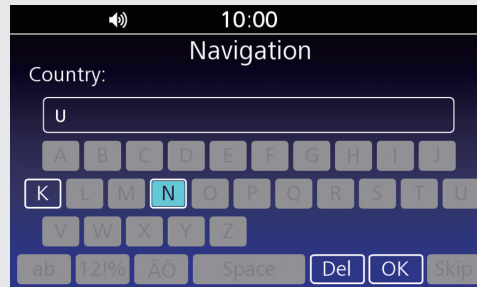 10:00
Navigation
Country:
U
A B C D E F G H I J
K L M N O P Q R S T U
V W X Y Z
ab 12!% ÄÖ Space Del OK Skip